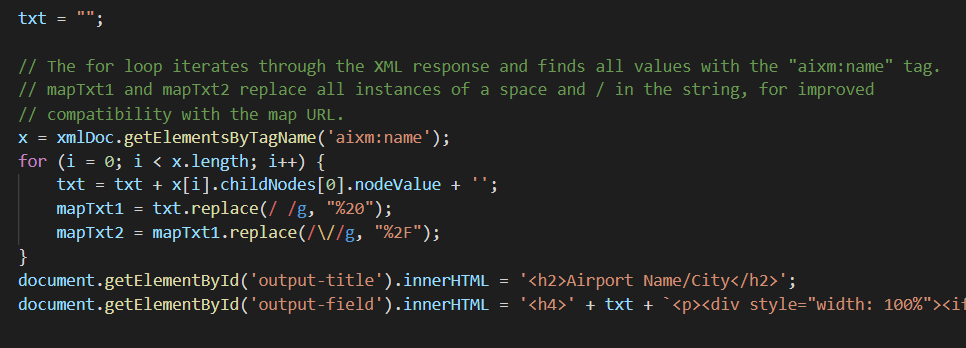 txt = "";
// The for loop iterates through the XML response and finds all values with the "aixm:name" tag.
// mapTxt1 and mapTxt2 replace all instances of a space and / in the string, for improved
// compatibility with the map URL.
x = xmlDoc.getElementsByTagName('aixm:name');
for (i = 0; i < x.length; i++) {
    txt = txt + x[i].childNodes[0].nodeValue + '';
    mapTxt1 = txt.replace(/ /g, "%20");
    mapTxt2 = mapTxt1.replace(/\//g, "%2F");
}
document.getElementById('output-title').innerHTML = '<h2>Airport Name/City</h2>';
document.getElementById('output-field').innerHTML = '<h4>' + txt + `<p><div style="width: 100%"><if